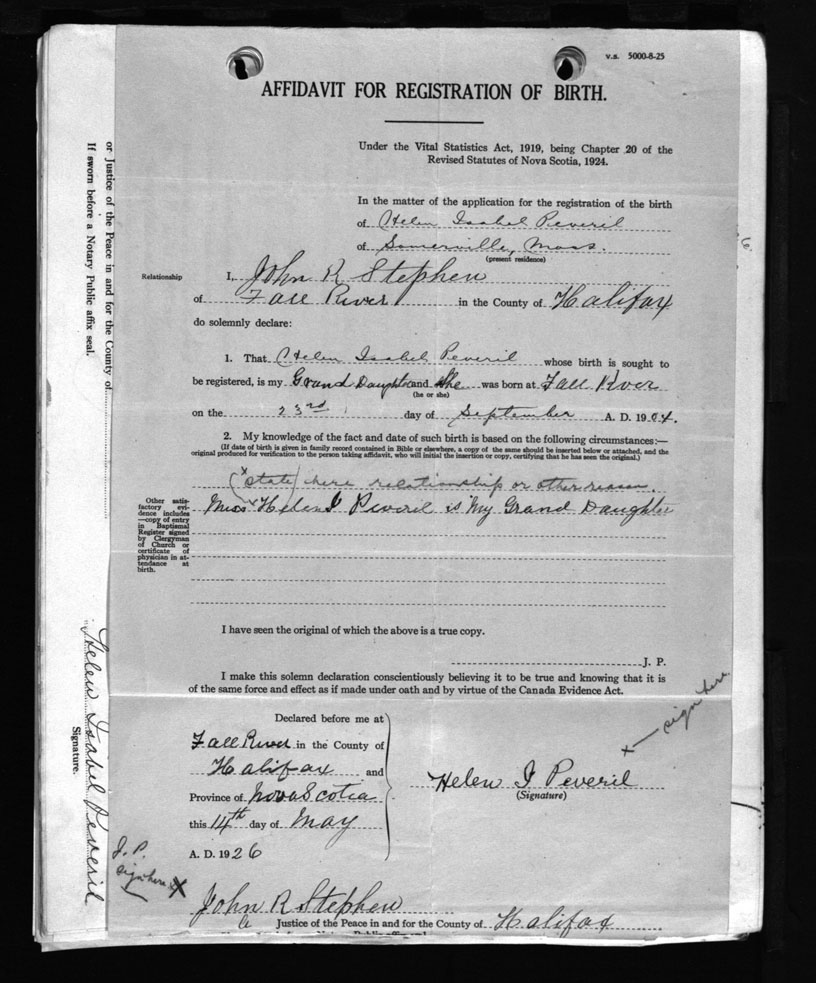 v.s. 5000-8-25
AFFIDAVIT FOR REGISTRATION OF BIRTH.
Under the Vital Statistics Act, 1919, being Chapter 20 of the
Revised Statutes of Nova Scotia, 1924.
In the matter of the application for the registration of the birth
of Helen Isabel Peveril
of Somerville, Mass.
(present residence)
Relationship
I, John R Stephen
of Fall River in the County of Halifax
do solemnly declare:
1. That Helen Isabel Peveril whose birth is sought to
be registered, is my Grand Daughter and She was born at Fall River
(he or she)
on the 23rd day of September A. D. 1904.
2. My knowledge of the fact and date of such birth is based on the following circumstances:—
(If date of birth is given in family record contained in Bible or elsewhere, a copy of the same should be inserted below or attached, and the
original produced for verification to the person taking affidavit, who will initial the insertion or copy, certifying that he has seen the original.)
(x state) here relationship or other reason.
Miss Helen I Peveril is My Grand Daughter
Other satis-
factory evi-
dence includes
—copy of entry
in Baptismal
Register signed
by Clergyman
of Church or
certificate of
physician in at-
tendance at
birth.
I have seen the original of which the above is a true copy.
J. P.
I make this solemn declaration conscientiously believing it to be true and knowing that it is
of the same force and effect as if made under oath and by virtue of the Canada Evidence Act.
Declared before me at
Fall River in the County of
Halifax and
Province of Nova Scotia
this 14th day of May
A. D. 1926
x — sign here
Helen I Peveril
(Signature)
J. P.
sign here x
John R Stephen
A Justice of the Peace in and for the County of Halifax
or Justice of the Peace in and for the County of
If sworn before a Notary Public affix seal.
Helen Isabel Peveril
Signature.